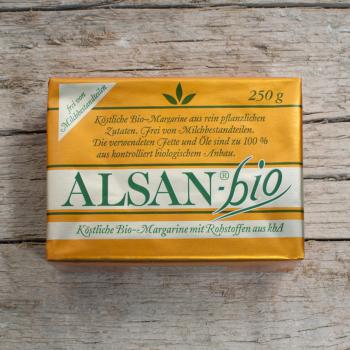 frei von
Milchbestandteilen
250 g
Köstliche Bio-Margarine aus rein pflanzlichen
Zutaten. Frei von Milchbestandteilen.
Die verwendeten Fette und Öle sind zu 100 %
aus kontrolliert biologischem Anbau.
ALSAN®-bio
Köstliche Bio-Margarine mit Rohstoffen aus kbA